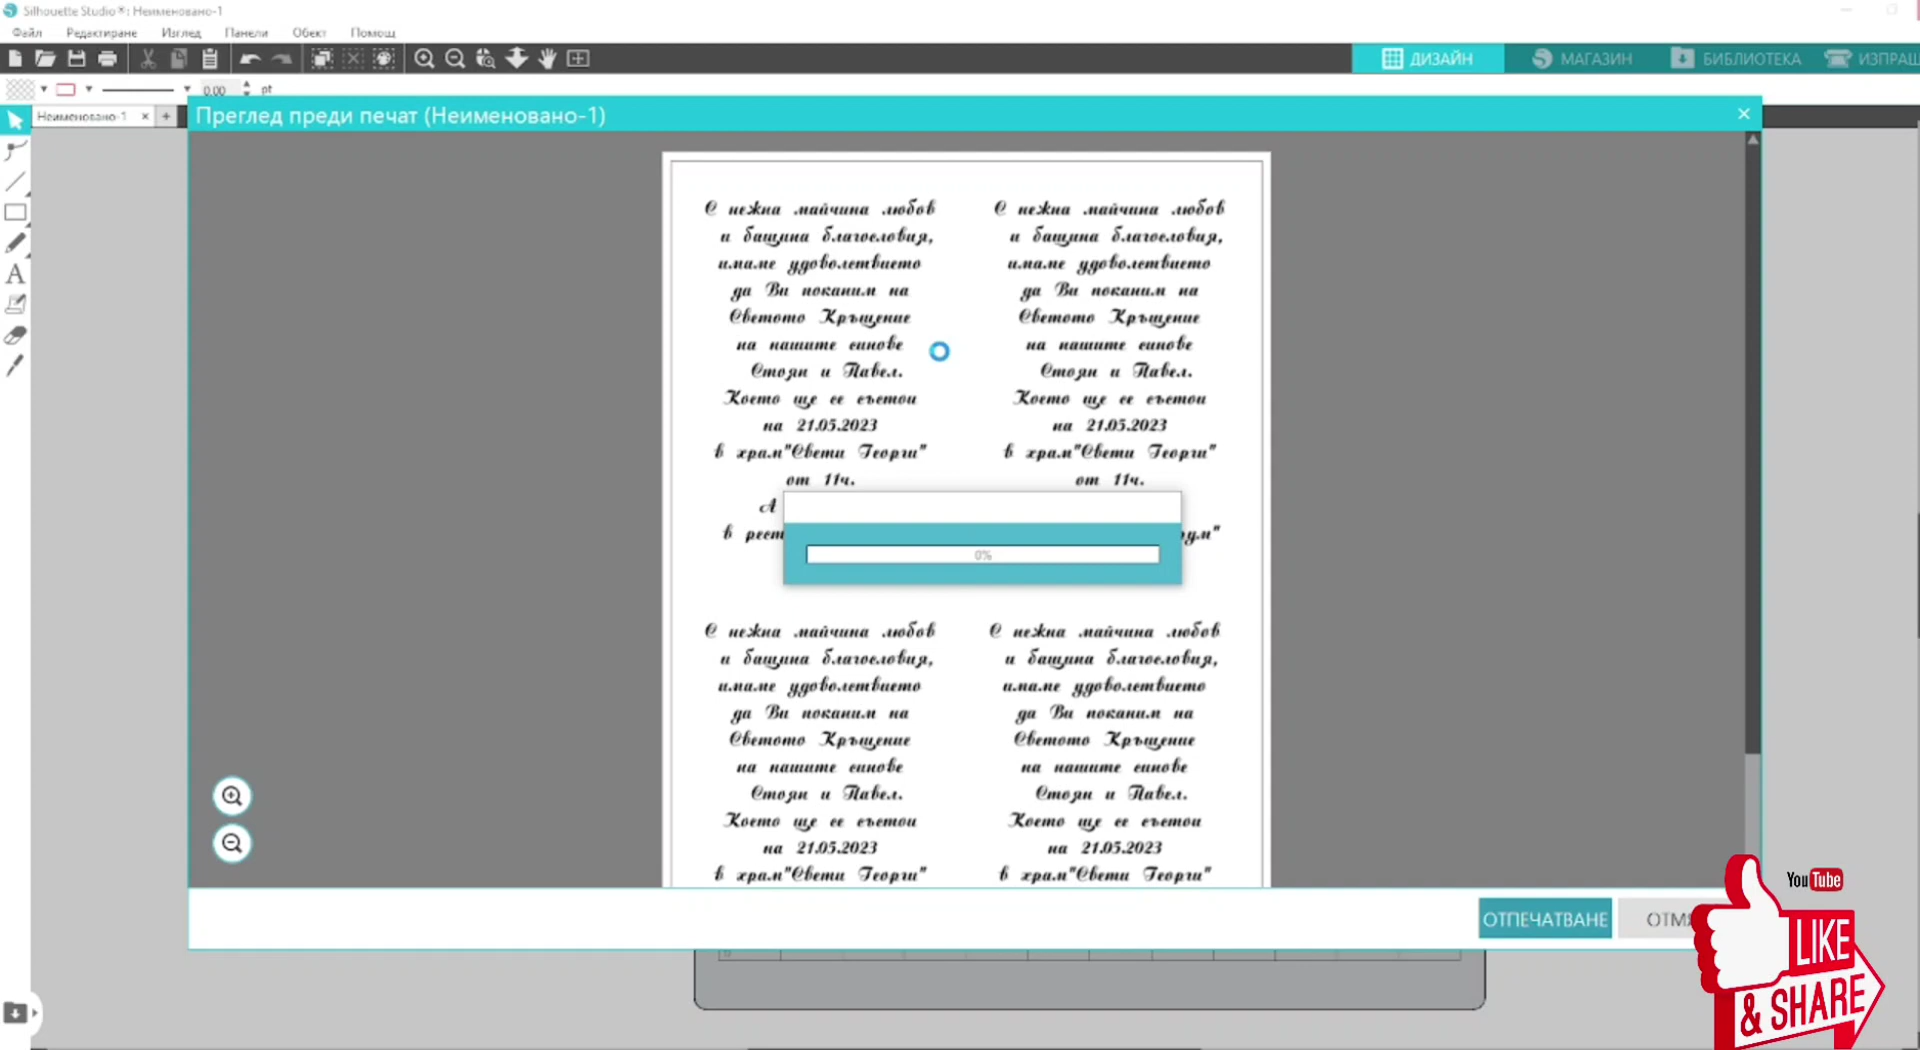 Silhouette Studio®: Неименовано-1
Файл Редактиране Изглед Панели Обект Помощ
ДИЗАЙН МАГАЗИН БИБЛИОТЕКА ИЗПРАЩ
0.00 pt
Неименовано-1
Преглед преди печат (Неименовано-1)
С нежна майчина любов
и бащина благословия,
имаме удоволствието
да Ви поканим на
Светото Кръщение
на нашите синове
Стоян и Павел.
Което ще се състои
на 21.05.2023
в храм"Свети Георги"
от 11ч.
А
в рест
С нежна майчина любов
и бащина благословия,
имаме удоволствието
да Ви поканим на
Светото Кръщение
на нашите синове
Стоян и Павел.
Което ще се състои
на 21.05.2023
в храм"Свети Георги"
от 11ч.
рум"
0%
С нежна майчина любов
и бащина благословия,
имаме удоволствието
да Ви поканим на
Светото Кръщение
на нашите синове
Стоян и Павел.
Което ще се състои
на 21.05.2023
в храм"Свети Георги"
С нежна майчина любов
и бащина благословия,
имаме удоволствието
да Ви поканим на
Светото Кръщение
на нашите синове
Стоян и Павел.
Което ще се състои
на 21.05.2023
в храм"Свети Георги"
ОТПЕЧАТВАНЕ
ОТМ
YouTube
LIKE
& SHARE